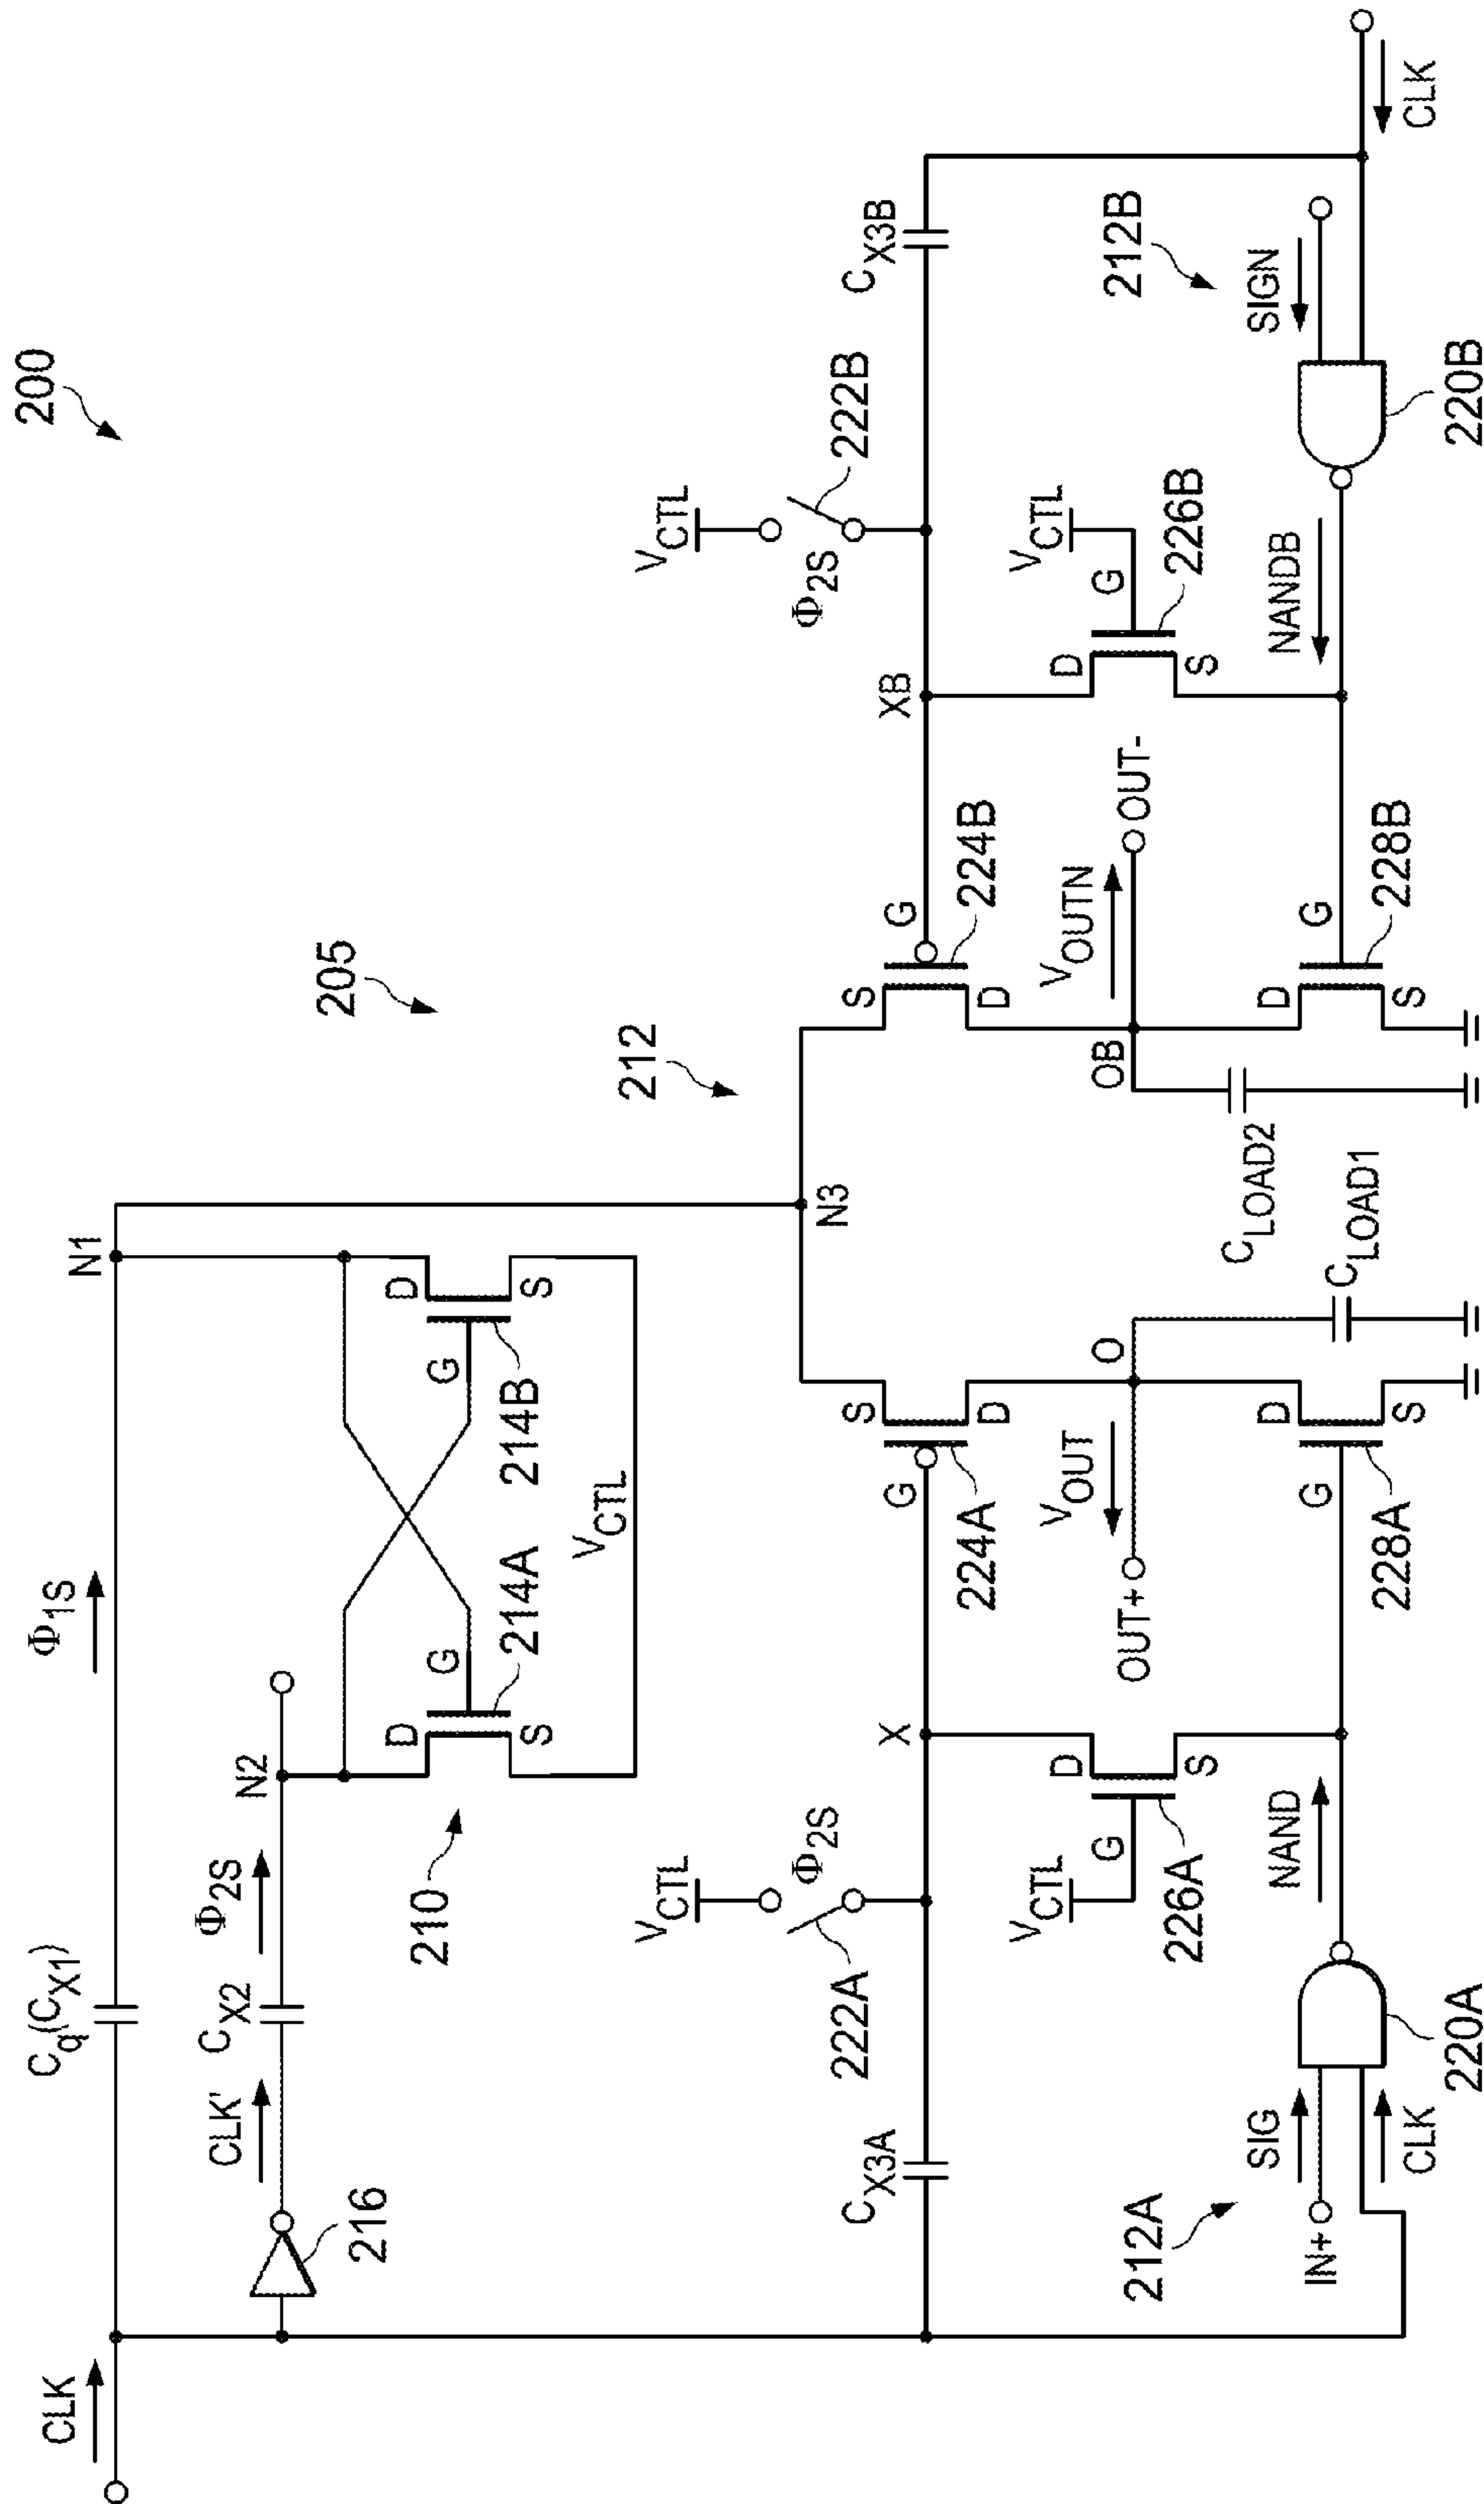 200
CLK
Φ1S
Cq(CX1)
N1
205
CLK'
CX2
Φ2S
N2
216
210
D
G
S
214A
D
G
S
214B
VCTL
212
N3
VCTL
Φ2S
222A
CX3A
X
G
S
D
224A
VCTL
G
D
S
226A
VOUT
OUT+
O
CLOAD1
212A
IN+
SIG
CLK
220A
NAND
G
D
S
228A
VCTL
Φ2S
222B
CX3B
XB
G
S
D
224B
VCTL
G
D
S
226B
VOUTN
OUT-
OB
CLOAD2
212B
SIGN
CLK
220B
NANDB
G
D
S
228B